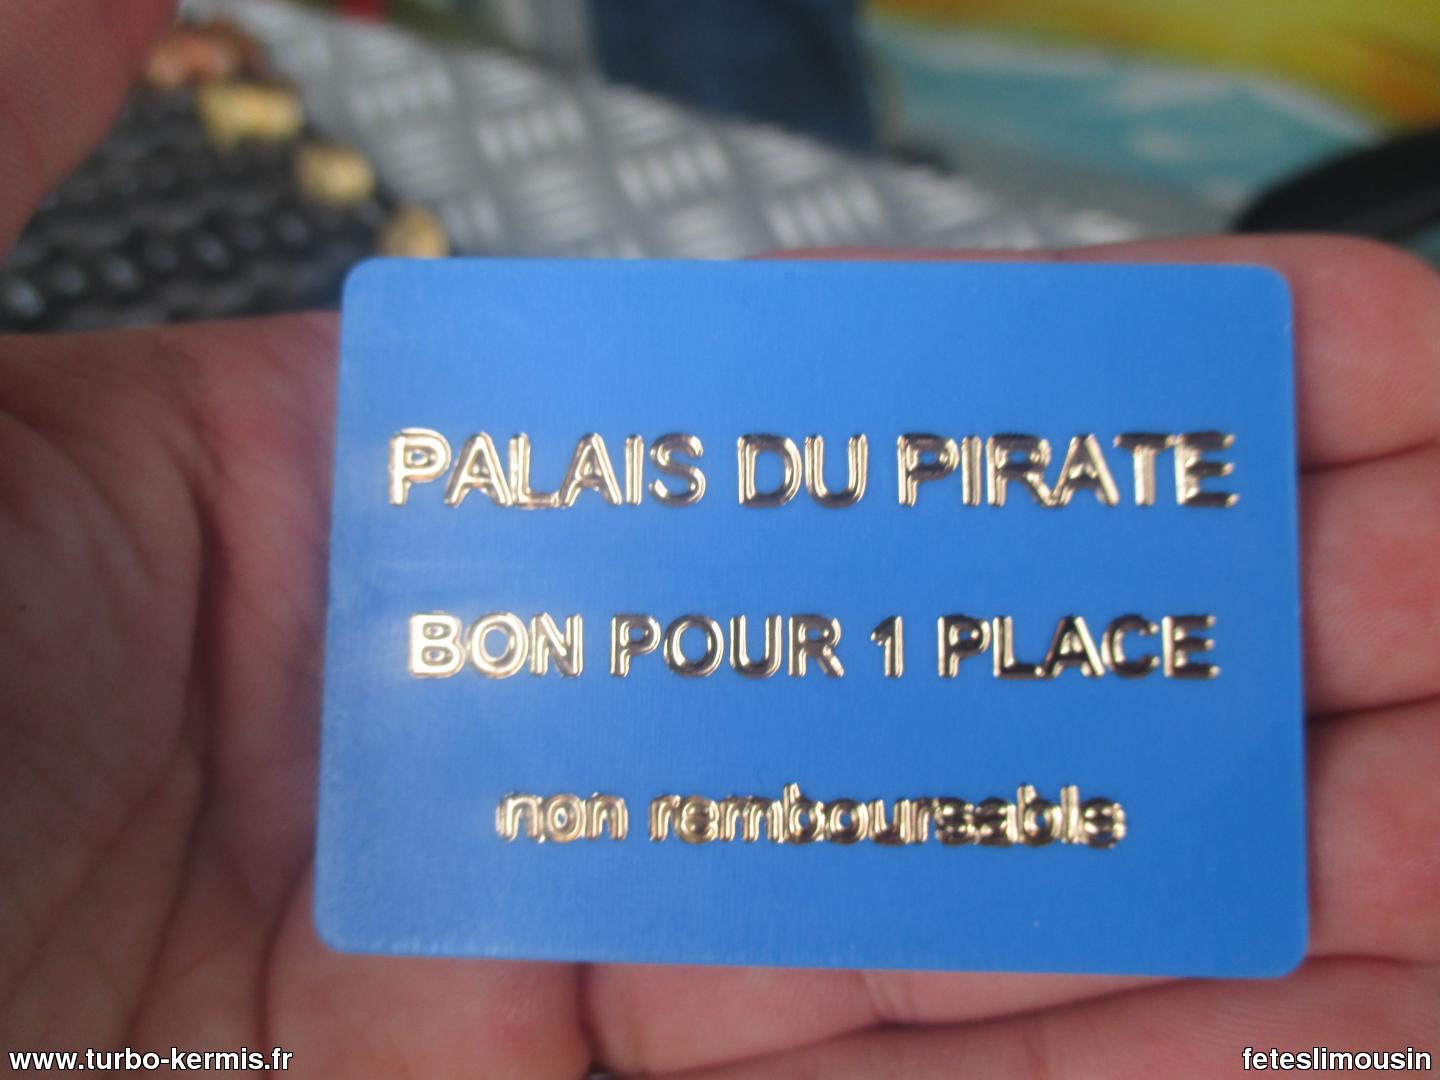 PALAIS DU PIRATE
BON POUR 1 PLACE
non remboursable
www.turbo-kermis.fr
feteslimousin